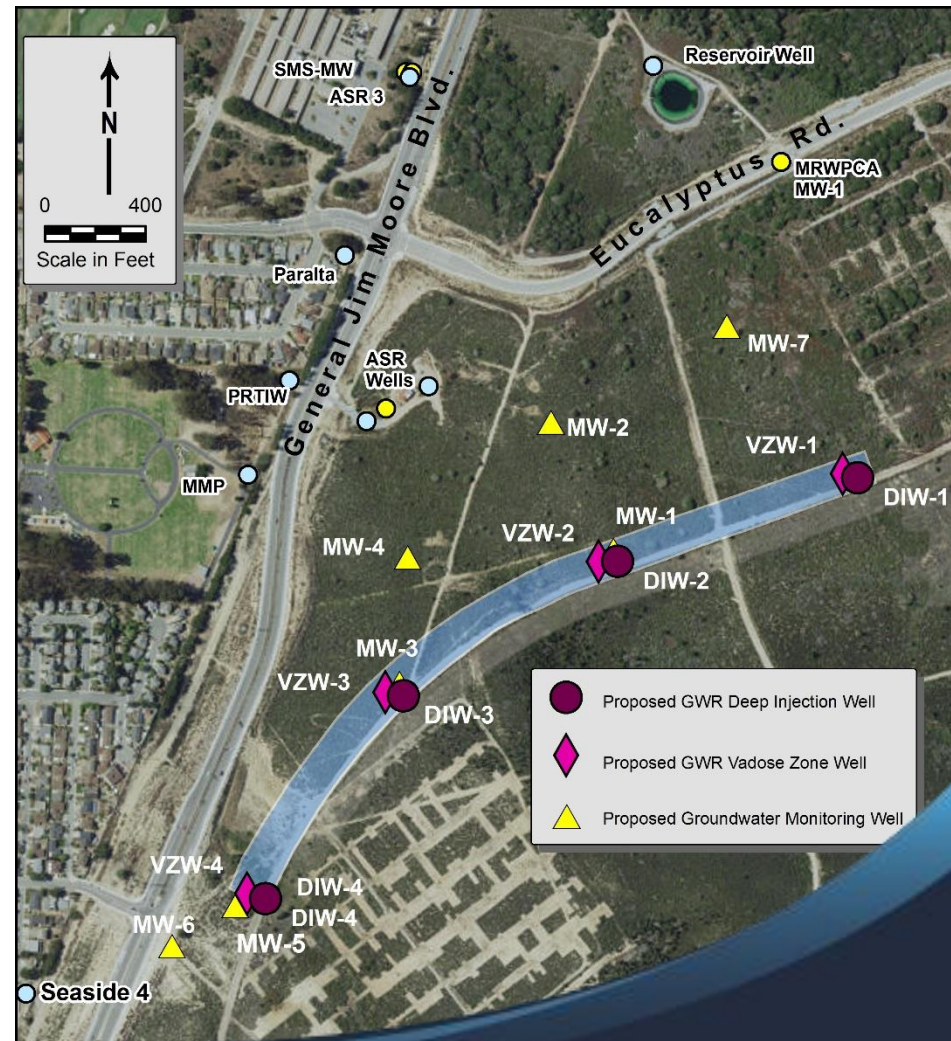 N
0 400
Scale in Feet
SMS-MW
ASR 3
General Jim Moore Blvd.
Reservoir Well
Eucalyptus Rd.
MRWPCA
MW-1
Paralta
MW-7
ASR
Wells
PRTIW
MW-2
MMP
VZW-1
DIW-1
MW-1
VZW-2
MW-4
DIW-2
MW-3
VZW-3
DIW-3
VZW-4
DIW-4
DIW-4
MW-6
MW-5
Seaside 4
Proposed GWR Deep Injection Well
Proposed GWR Vadose Zone Well
Proposed Groundwater Monitoring Well